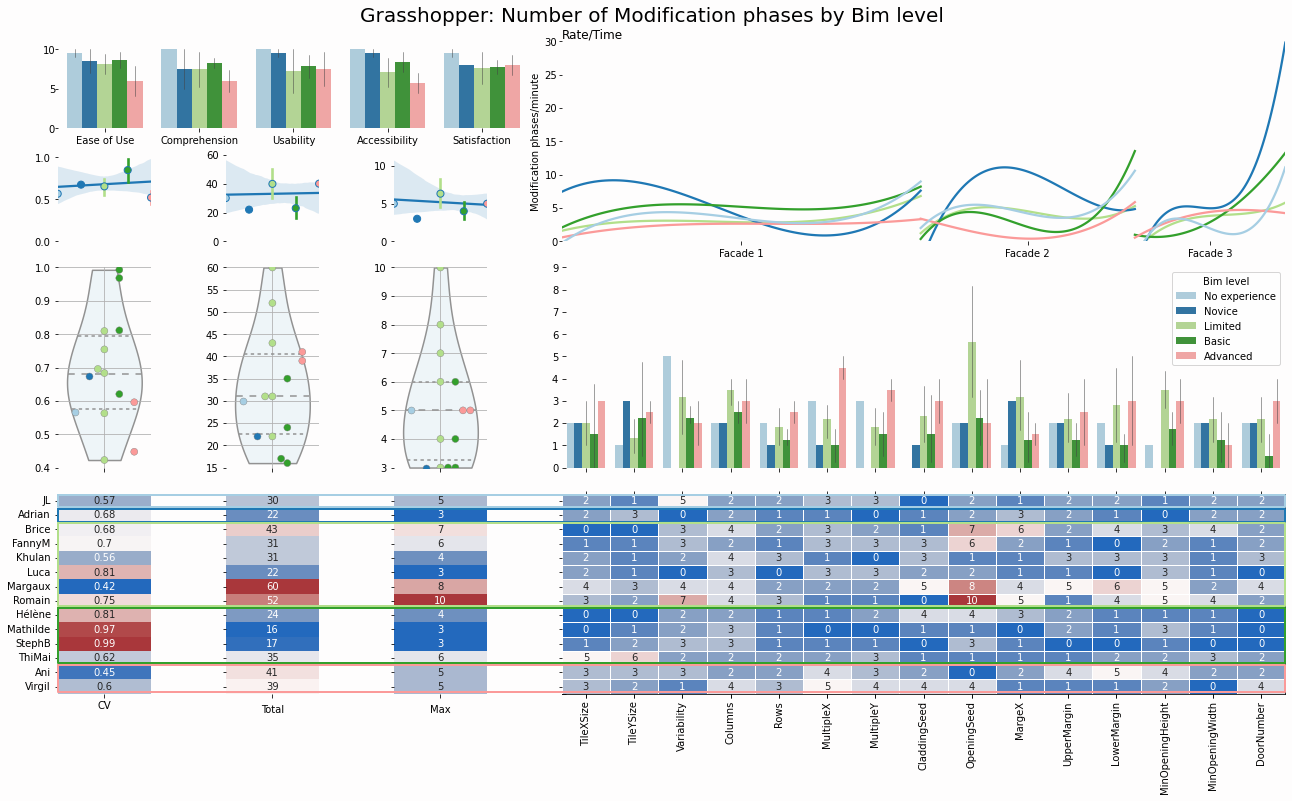 Grasshopper: Number of Modification phases by Bim level
10
5
0
Ease of Use
Comprehension
Usability
Accessibility
Satisfaction
Rate/Time
Modification phases/minute
30
25
20
15
10
5
0
Facade 1
Facade 2
Facade 3
1.0
0.5
0.0
60
40
20
0
10
5
0
1.0
0.9
0.8
0.7
0.6
0.5
0.4
60
55
50
45
40
35
30
25
20
15
10
9
8
7
6
5
4
3
9
8
7
6
5
4
3
2
1
0
Bim level
No experience
Novice
Limited
Basic
Advanced
JL 0.57 30 5 2 1 5 2 2 3 3 0 2 1 2 2 1 2 2
Adrian 0.68 22 3 2 3 0 2 1 1 0 1 2 3 2 1 0 2 2
Brice 0.68 43 7 0 0 3 4 2 3 2 1 7 6 2 4 3 4 2
FannyM 0.7 31 6 1 1 3 2 1 3 3 3 6 2 1 0 2 1 2
Khulan 0.56 31 4 1 2 2 4 3 1 0 3 1 1 3 3 3 1 3
Luca 0.81 22 3 2 1 0 3 0 3 3 2 2 1 1 0 3 1 0
Margaux 0.42 60 8 4 3 4 4 2 2 2 5 8 4 5 6 5 2 4
Romain 0.75 52 10 3 2 7 3 3 1 1 0 10 5 1 4 5 4 2
Hélène 0.81 24 4 0 0 2 2 1 1 2 4 4 3 2 1 1 1 0
Mathilde 0.97 16 3 0 1 2 3 1 0 0 1 1 0 2 1 3 1 0
StephB 0.99 17 3 1 2 3 2 1 1 1 0 3 1 0 0 1 1 0
ThiMai 0.62 35 6 5 6 2 2 2 2 3 1 1 1 1 2 2 3 2
Ani 0.45 41 5 3 3 3 2 2 4 3 2 0 2 4 5 4 2 2
Virgil 0.6 39 5 3 2 1 4 3 5 4 4 4 1 1 1 2 0 4
CV
Total
Max
TileXSize
TileYSize
Variability
Columns
Rows
MultipleX
MultipleY
CladdingSeed
OpeningSeed
MargeX
UpperMargin
LowerMargin
MinOpeningHeight
MinOpeningWidth
DoorNumber